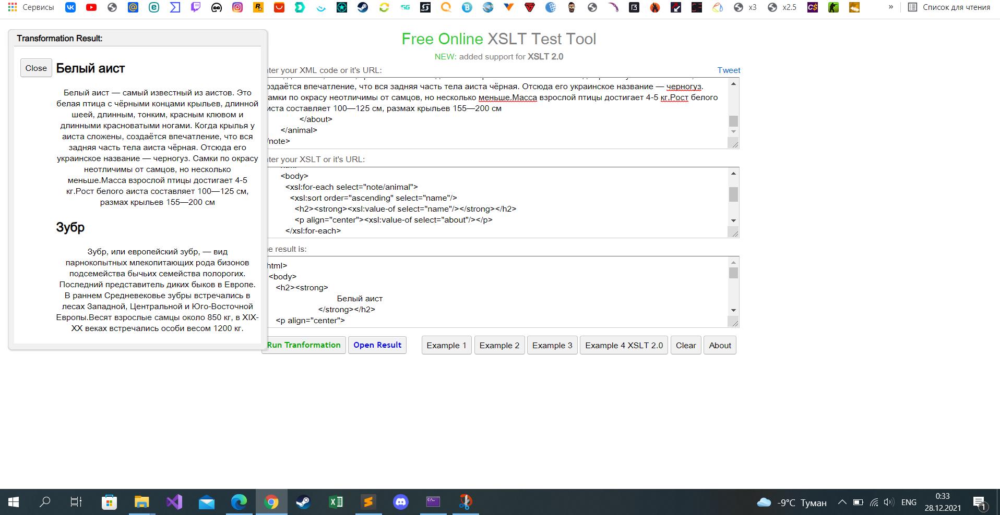 Сервисы
x3
x2.5
»
Список для чтения
Transformation Result:
Close
Белый аист
Белый аист — самый известный из аистов. Это
белая птица с чёрными концами крыльев, длинной
шеей, длинным, тонким, красным клювом и
длинными красноватыми ногами. Когда крылья у
аиста сложены, создаётся впечатление, что вся
задняя часть тела аиста чёрная. Отсюда его
украинское название — черногуз. Самки по окрасу
неотличимы от самцов, но несколько
меньше.Масса взрослой птицы достигает 4-5
кг.Рост белого аиста составляет 100—125 см,
размах крыльев 155—200 см
Зубр
Зубр, или европейский зубр, — вид
парнокопытных млекопитающих рода бизонов
подсемейства бычьих семейства полорогих.
Последний представитель диких быков в Европе.
В раннем Средневековье зубры встречались в
лесах Западной, Центральной и Юго-Восточной
Европы.Весят взрослые самцы около 850 кг, в XIX-
XX веках встречались особи весом 1200 кг.
Free Online XSLT Test Tool
NEW: added support for XSLT 2.0
nter your XML code or it's URL:
Tweet
оздаётся впечатление, что вся задняя часть тела аиста чёрная. Отсюда его украинское название — черногуз.
амки по окрасу неотличимы от самцов, но несколько меньше.Масса взрослой птицы достигает 4-5 кг.Рост белого
иста составляет 100—125 см, размах крыльев 155—200 см
</about>
</animal>
/note>
nter your XSLT or it's URL:
<body>
<xsl:for-each select="note/animal">
<xsl:sort order="ascending" select="name"/>
<h2><strong><xsl:value-of select="name"/></strong></h2>
<p align="center"><xsl:value-of select="about"/></p>
</xsl:for-each>
e result is:
html>
<body>
<h2><strong>
Белый аист
</strong></h2>
<p align="center">
Run Tranformation
Open Result
Example 1
Example 2
Example 3
Example 4 XSLT 2.0
Clear
About
-9°C Туман
ENG
0:33
28.12.2021
1